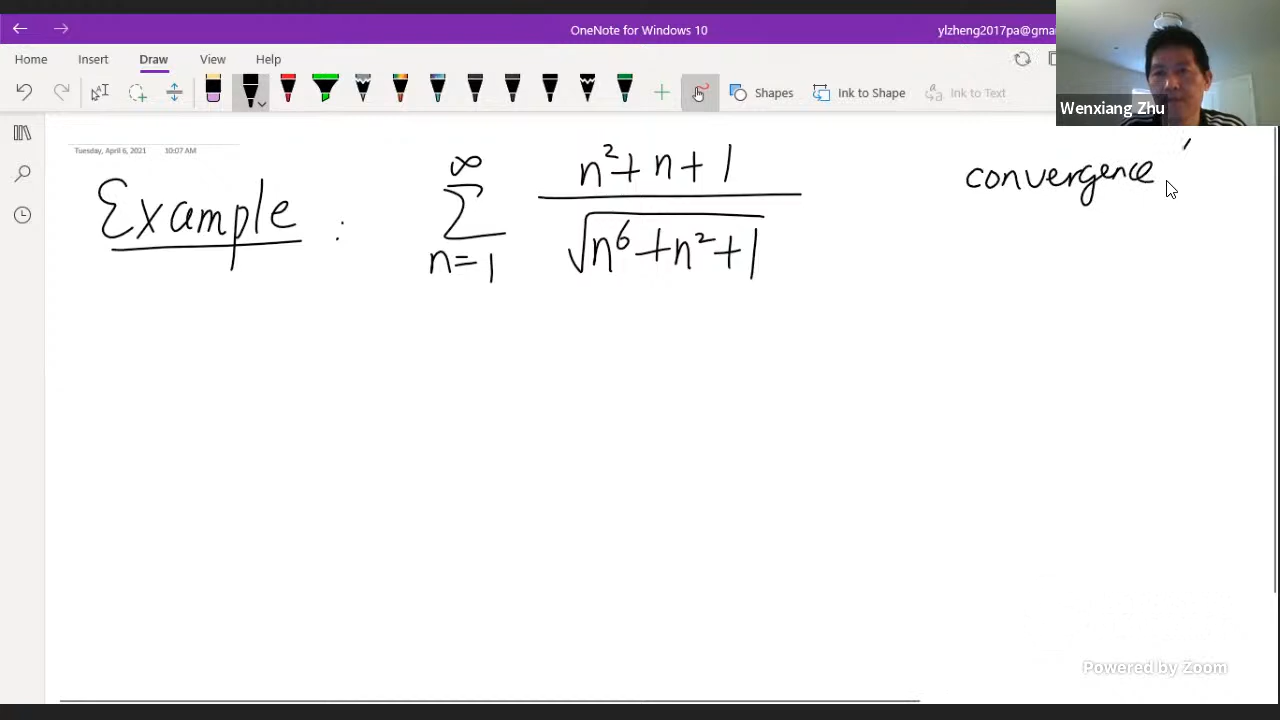 OneNote for Windows 10
ylzheng2017pa@gma
Home Insert Draw View Help
Shapes Ink to Shape Ink to Text
Wenxiang Zhu
Tuesday, April 6, 2021 10:07 AM
Example : ∑_{n=1}^{∞} (n²+n+1)/√(n⁶+n²+1)
convergence
Powered by Zoom